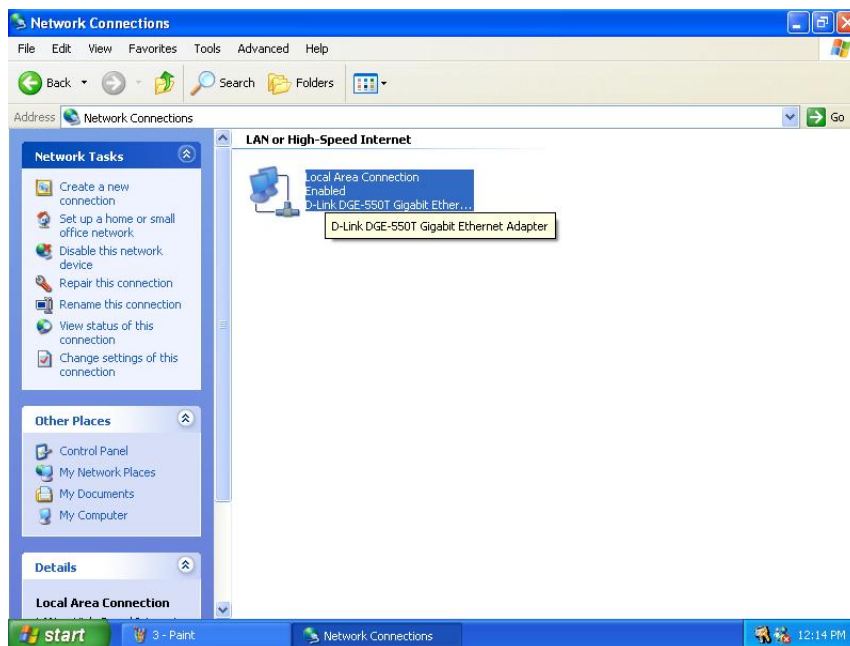 Network Connections
File Edit View Favorites Tools Advanced Help
Back Search Folders
Address Network Connections Go
LAN or High-Speed Internet
Network Tasks
Create a new
connection
Set up a home or small
office network
Disable this network
device
Repair this connection
Rename this connection
View status of this
connection
Change settings of this
connection
Other Places
Control Panel
My Network Places
My Documents
My Computer
Details
Local Area Connection
Local Area Connection
Enabled
D-Link DGE-550T Gigabit Ether...
D-Link DGE-550T Gigabit Ethernet Adapter
start 3 - Paint Network Connections 12:14 PM